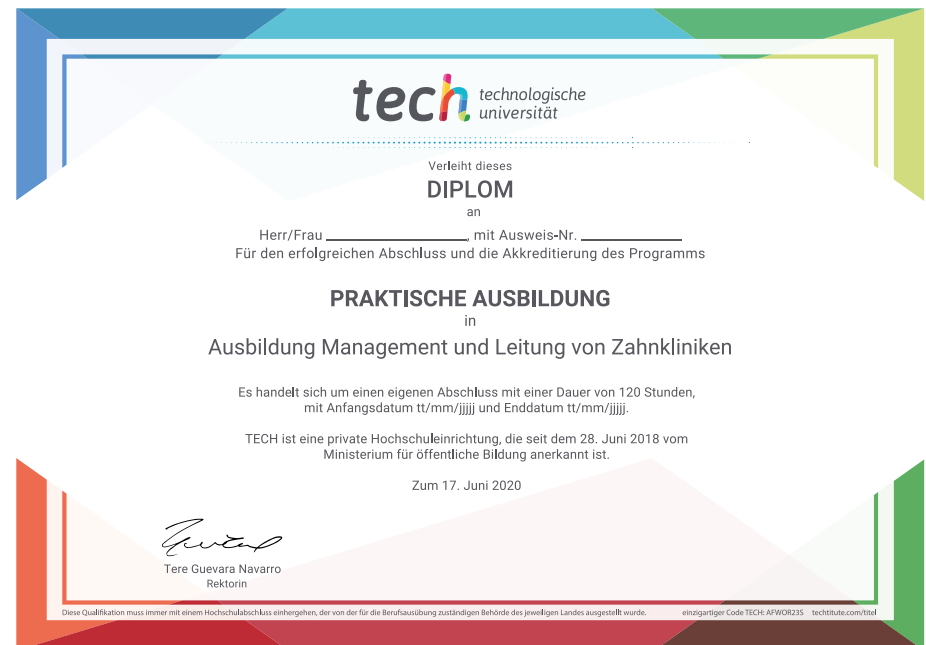 tech technologische
universität
Verleiht dieses
DIPLOM
an
Herr/Frau ____________, mit Ausweis-Nr. ____________
Für den erfolgreichen Abschluss und die Akkreditierung des Programms
PRAKTISCHE AUSBILDUNG
in
Ausbildung Management und Leitung von Zahnkliniken
Es handelt sich um einen eigenen Abschluss mit einer Dauer von 120 Stunden,
mit Anfangsdatum tt/mm/jjjjj und Enddatum tt/mm/jjjjj.
TECH ist eine private Hochschuleinrichtung, die seit dem 28. Juni 2018 vom
Ministerium für öffentliche Bildung anerkannt ist.
Zum 17. Juni 2020
Tere Guevara Navarro
Rektorin
Diese Qualifikation muss immer mit einem Hochschulabschluss einhergehen, der von der für die Berufsausübung zuständigen Behörde des jeweiligen Landes ausgestellt wurde. einzigartiger Code TECH: AFWOR23S techtitute.com/titel